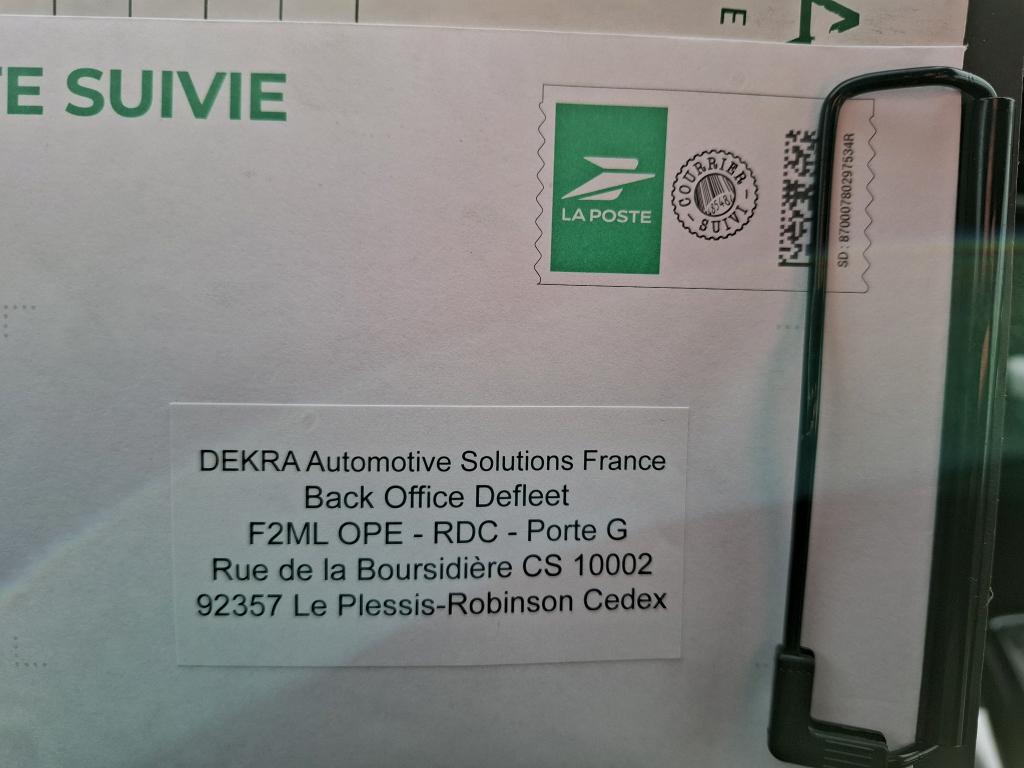 E
E SUIVIE
LA POSTE
COURRIER
SUIVI
SD : 87000780297534R
DEKRA Automotive Solutions France
Back Office Defleet
F2ML OPE - RDC - Porte G
Rue de la Boursidière CS 10002
92357 Le Plessis-Robinson Cedex